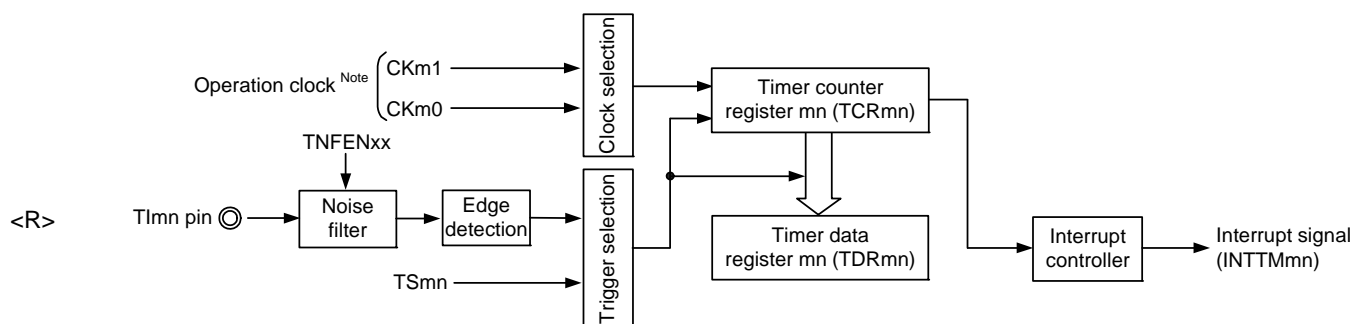 Operation clock Note
CKm1
CKm0
Clock selection
Timer counter
register mn (TCRmn)
TNFENxx
<R>
TImn pin
Noise
filter
Edge
detection
TSmn
Trigger selection
Timer data
register mn (TDRmn)
Interrupt
controller
Interrupt signal
(INTTMmn)